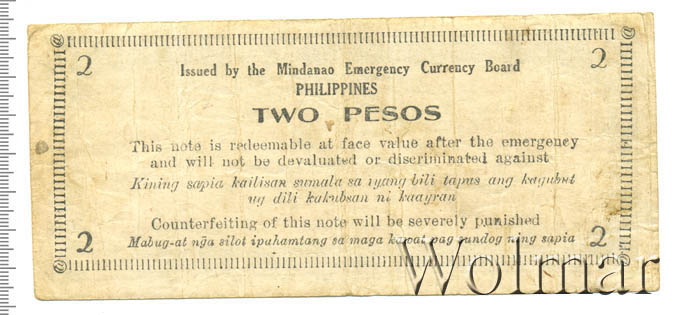 2 2
Issued by the Mindanao Emergency Currency Board
PHILIPPINES
TWO PESOS
This note is redeemable at face value after the emergency
and will not be devaluated or discriminated against
Kining sapia kailisan sumala sa iyang bili tapus ang kagubut
ug dili kakubsan ni kaayran
Counterfeiting of this note will be severely punished
Mabug-at nga silot ipahamtang sa maga kawat pag sundog ning sapia
2 2
Wolmar